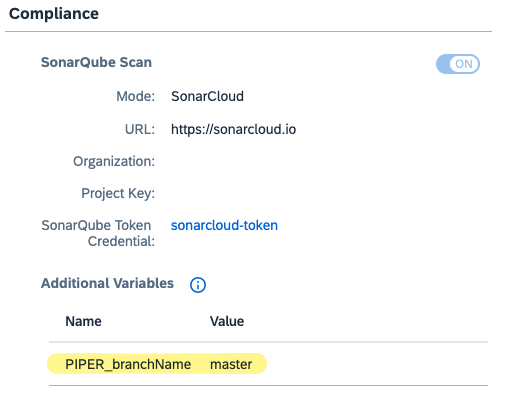 Compliance
SonarQube Scan
ON
Mode: SonarCloud
URL: https://sonarcloud.io
Organization:
Project Key:
SonarQube Token sonarcloud-token
Credential:
Additional Variables
Name Value
PIPER_branchName master